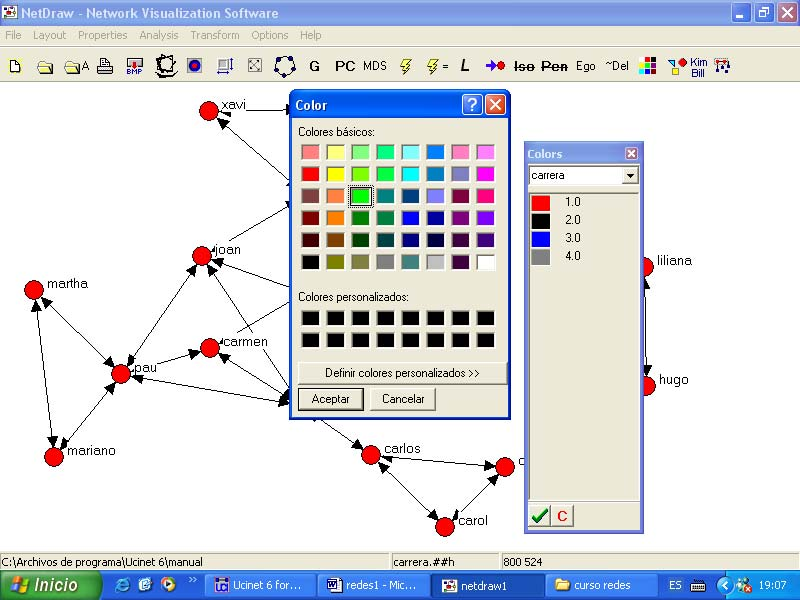 NetDraw - Network Visualization Software
File Layout Properties Analysis Transform Options Help
A BMP G PC MDS = L Iso Pen Ego ~Del Kim Bill
xavi
joan
martha
carmen
pau
mariano
carlos
c
carol
liliana
hugo
Color
Colores básicos:
Colores personalizados:
Definir colores personalizados >>
Aceptar Cancelar
Colors
carrera
1.0
2.0
3.0
4.0
C
C:\Archivos de programa\Ucinet 6\manual carrera.##h 800 524
Inicio Ucinet 6 for... redes1 - Mic... netdraw1 curso redes ES 19:07